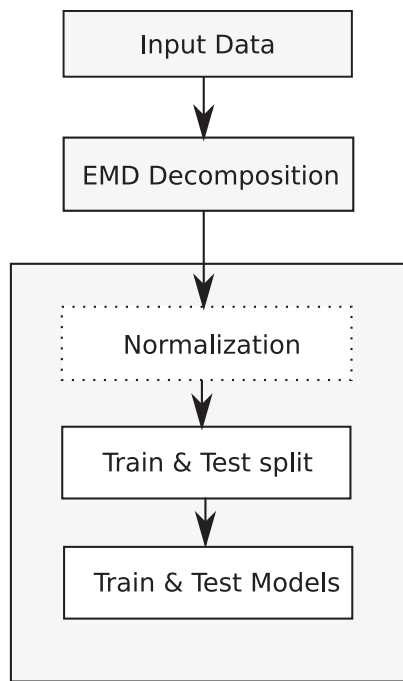 Input Data
EMD Decomposition
Normalization
Train & Test split
Train & Test Models